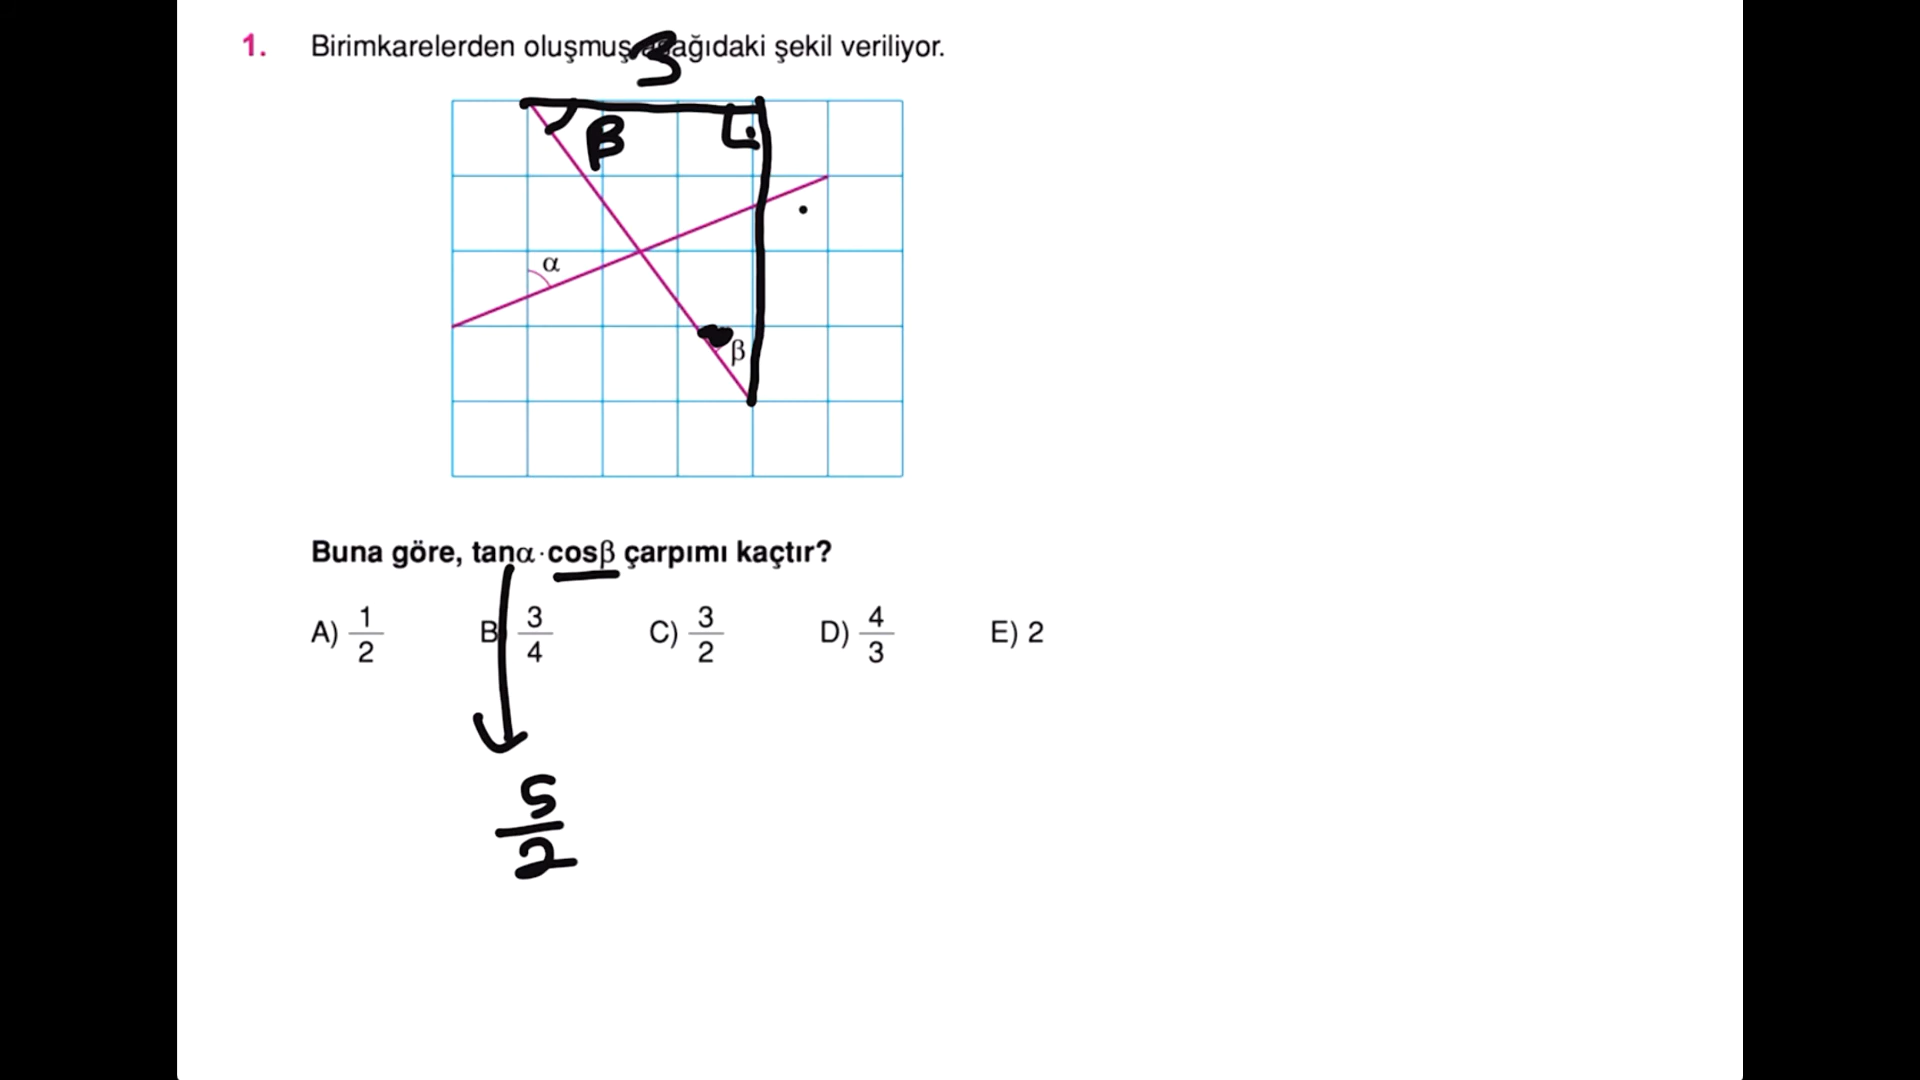 1. Birimkarelerden oluşmuş aşağıdaki şekil veriliyor.
3
β
α
β
Buna göre, tanα·cosβ çarpımı kaçtır?
A) 1/2 B) 3/4 C) 3/2 D) 4/3 E) 2
5/2